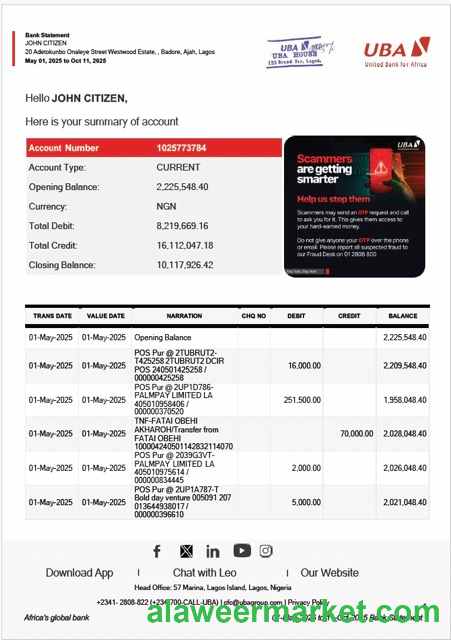 Bank Statement
JOHN CITIZEN
20 Adetokunbo Onaleye Street Westwood Estate, , Badore, Ajah, Lagos
May 01, 2025 to Oct 11, 2025
UBA
UBA HOUSE
UBA
United Bank for Africa
Hello JOHN CITIZEN,
Here is your summary of account
Account Number 1025773784
Account Type: CURRENT
Opening Balance: 2,225,548.40
Currency: NGN
Total Debit: 8,219,669.16
Total Credit: 16,112,047.18
Closing Balance: 10,117,926.42
UBA
Scammers
are getting
smarter
Help us stop them
Scammers may send an OTP request and call
to ask you for it. This gives them access to
your hard-earned money.
Do not give anyone your OTP over the phone
or email. Please report all suspected fraud to
our Fraud Desk on 01 2808 822
TRANS DATE VALUE DATE NARRATION CHQ NO DEBIT CREDIT BALANCE
01-May-2025 01-May-2025 Opening Balance 2,225,548.40
01-May-2025 01-May-2025 POS Pur @ 2TUBRUT2-
T425258 2TUBRUT2 DCIR
POS 240501425258 /
000000425258 16,000.00 2,209,548.40
01-May-2025 01-May-2025 POS Pur @ 2UP1D786-
PALMPAY LIMITED LA
405010958406 /
000000370520 251,500.00 1,958,048.40
01-May-2025 01-May-2025 TNF-FATAI OBEHI
AKHAROH/Transfer from
FATAI OBEHI
100004240501142832114070 70,000.00 2,028,048.40
01-May-2025 01-May-2025 POS Pur @ 2039G3VT-
PALMPAY LIMITED LA
405010975614 /
000000834445 2,000.00 2,026,048.40
01-May-2025 01-May-2025 POS Pur @ 2UP1A787-T
Bold day venture 005091 207
013644938017 /
000000396610 5,000.00 2,021,048.40
Download App | Chat with Leo | Our Website
Head Office: 57 Marina, Lagos Island, Lagos, Nigeria
+2341- 2808-822 (+234-700-CALL-UBA) | cfc@ubagroup.com | Privacy Policy
Africa's global bank
alaweermarket.com